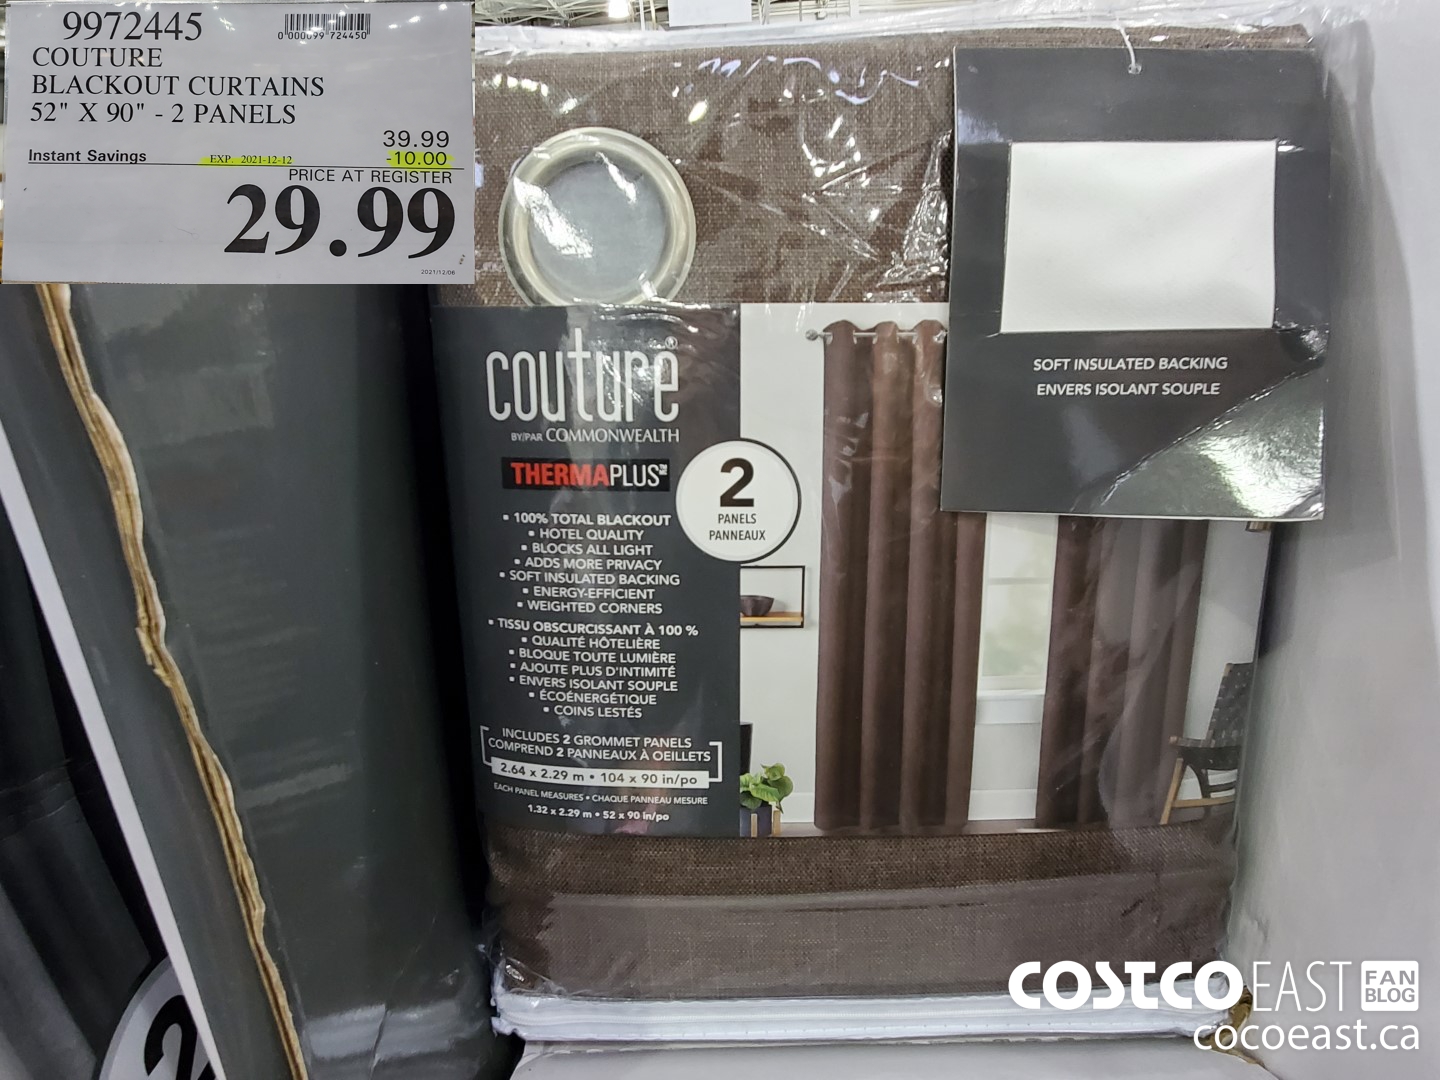 9972445
0"000099"724450"
COUTURE
BLACKOUT CURTAINS
52" X 90" - 2 PANELS
39.99
Instant Savings EXP. 2021-12-12 -10.00
PRICE AT REGISTER
29.99
2021/12/06
couture®
BY/PAR COMMONWEALTH
THERMAPLUS
▪ 100% TOTAL BLACKOUT
▪ HOTEL QUALITY
▪ BLOCKS ALL LIGHT
▪ ADDS MORE PRIVACY
▪ SOFT INSULATED BACKING
▪ ENERGY-EFFICIENT
▪ WEIGHTED CORNERS
▪ TISSU OBSCURCISSANT À 100 %
▪ QUALITÉ HÔTELIÈRE
▪ BLOQUE TOUTE LUMIÈRE
▪ AJOUTE PLUS D'INTIMITÉ
▪ ENVERS ISOLANT SOUPLE
▪ ÉCOÉNERGÉTIQUE
▪ COINS LESTÉS
INCLUDES 2 GROMMET PANELS
COMPREND 2 PANNEAUX À OEILLETS
2.64 x 2.29 m • 104 x 90 in/po
EACH PANEL MEASURES • CHAQUE PANNEAU MESURE
1.32 x 2.29 m • 52 x 90 in/po
2
PANELS
PANNEAUX
SOFT INSULATED BACKING
ENVERS ISOLANT SOUPLE
2
COSTCO EAST FAN
BLOG
cocoeast.ca